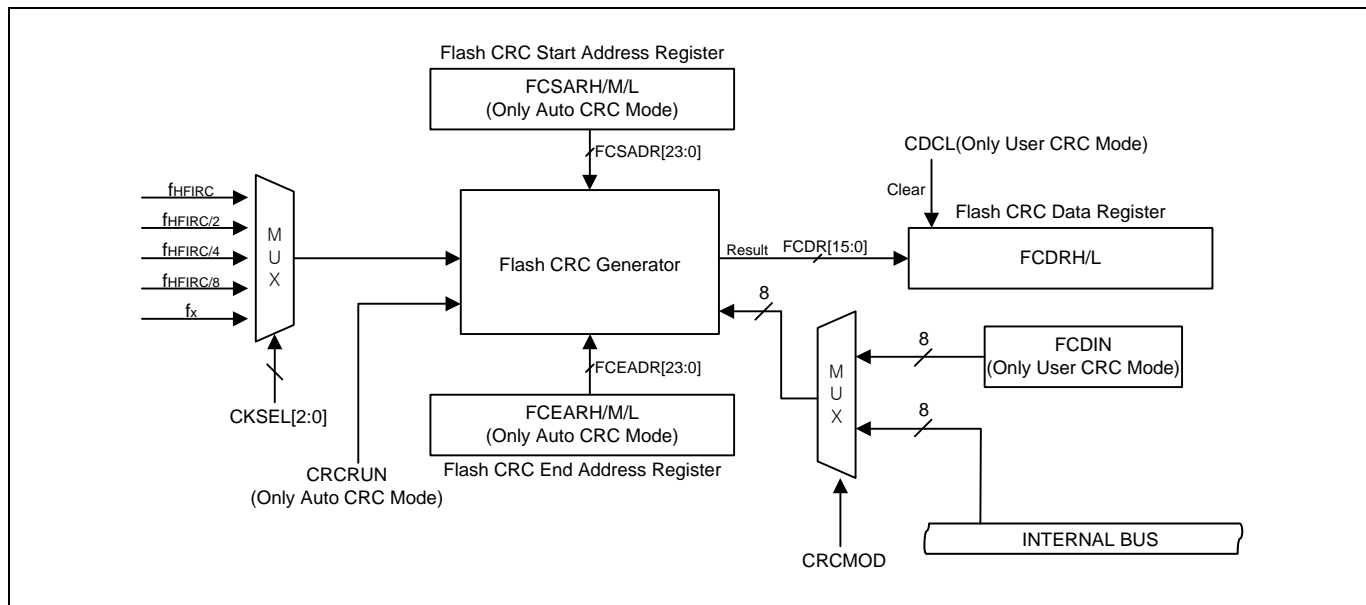 Flash CRC Start Address Register
FCSARH/M/L
(Only Auto CRC Mode)
FCSADR[23:0]
CDCL(Only User CRC Mode)
Clear
Flash CRC Data Register
fHFIRC
fHFIRC/2
fHFIRC/4
fHFIRC/8
fx
M
U
X
Flash CRC Generator
Result
FCDR[15:0]
FCDRH/L
8
8
FCDIN
(Only User CRC Mode)
M
U
X
8
FCEADR[23:0]
CKSEL[2:0]
FCEARH/M/L
(Only Auto CRC Mode)
Flash CRC End Address Register
CRCRUN
(Only Auto CRC Mode)
INTERNAL BUS
CRCMOD